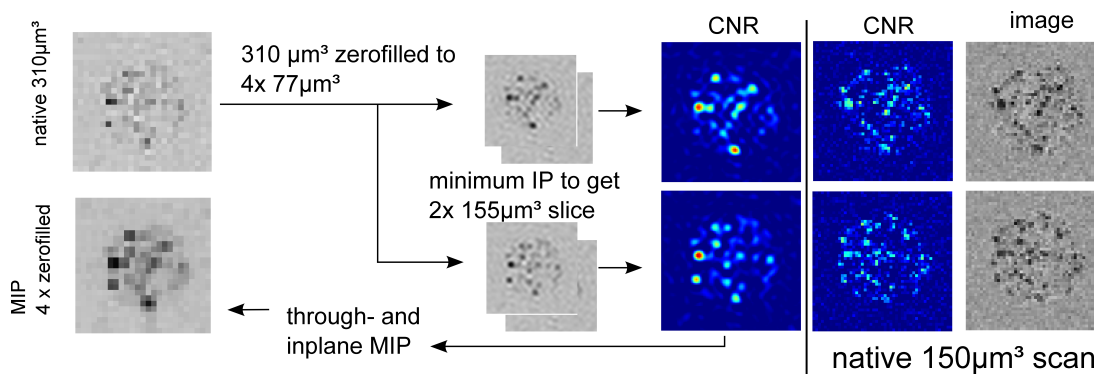 native 310µm³
310 µm³ zerofilled to
4x 77µm³
CNR
CNR
image
minimum IP to get
2x 155µm³ slice
MIP
4 x zerofilled
through- and
inplane MIP
native 150µm³ scan